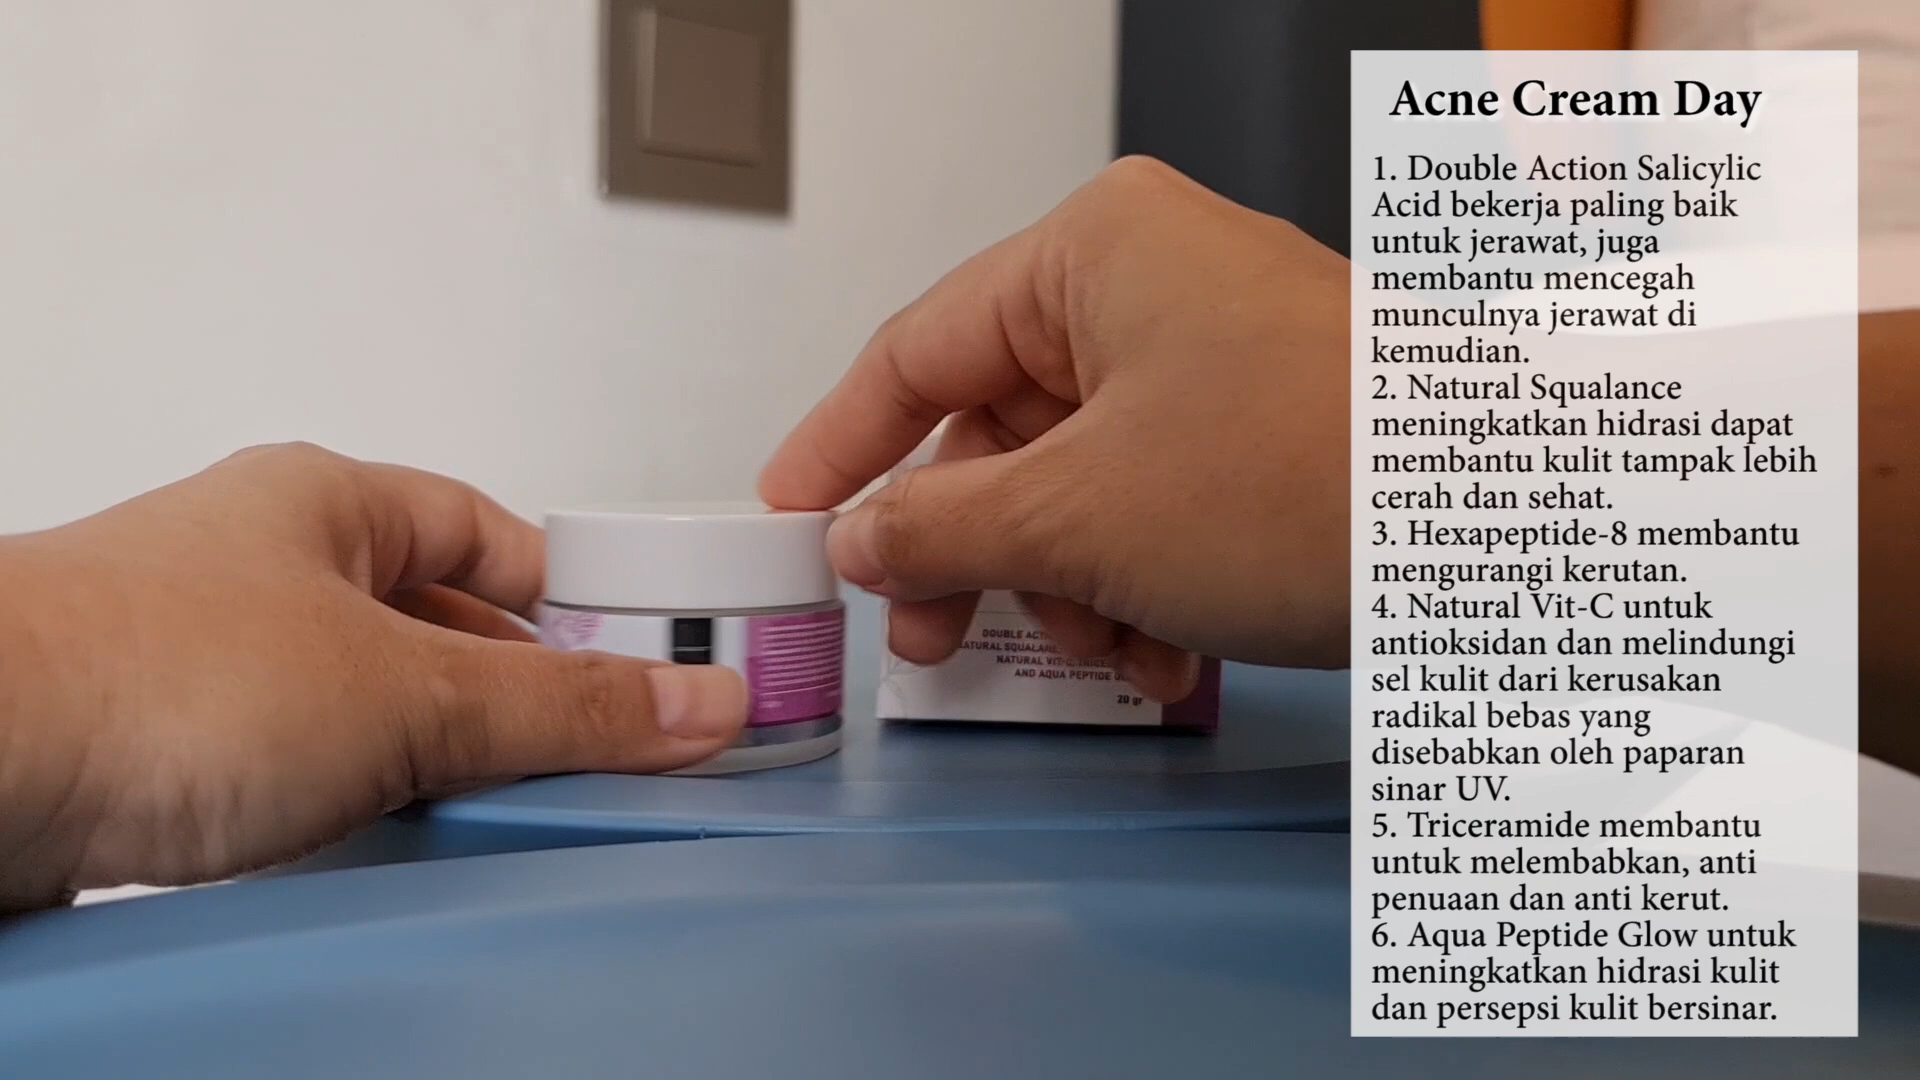 Acne Cream Day
1. Double Action Salicylic
Acid bekerja paling baik
untuk jerawat, juga
membantu mencegah
munculnya jerawat di
kemudian.
2. Natural Squalance
meningkatkan hidrasi dapat
membantu kulit tampak lebih
cerah dan sehat.
3. Hexapeptide-8 membantu
mengurangi kerutan.
4. Natural Vit-C untuk
antioksidan dan melindungi
sel kulit dari kerusakan
radikal bebas yang
disebabkan oleh paparan
sinar UV.
5. Triceramide membantu
untuk melembabkan, anti
penuaan dan anti kerut.
6. Aqua Peptide Glow untuk
meningkatkan hidrasi kulit
dan persepsi kulit bersinar.
DOUBLE
NATURAL
NATURAL VIT-C,
AND AQUA PEPTIDE
20 gr